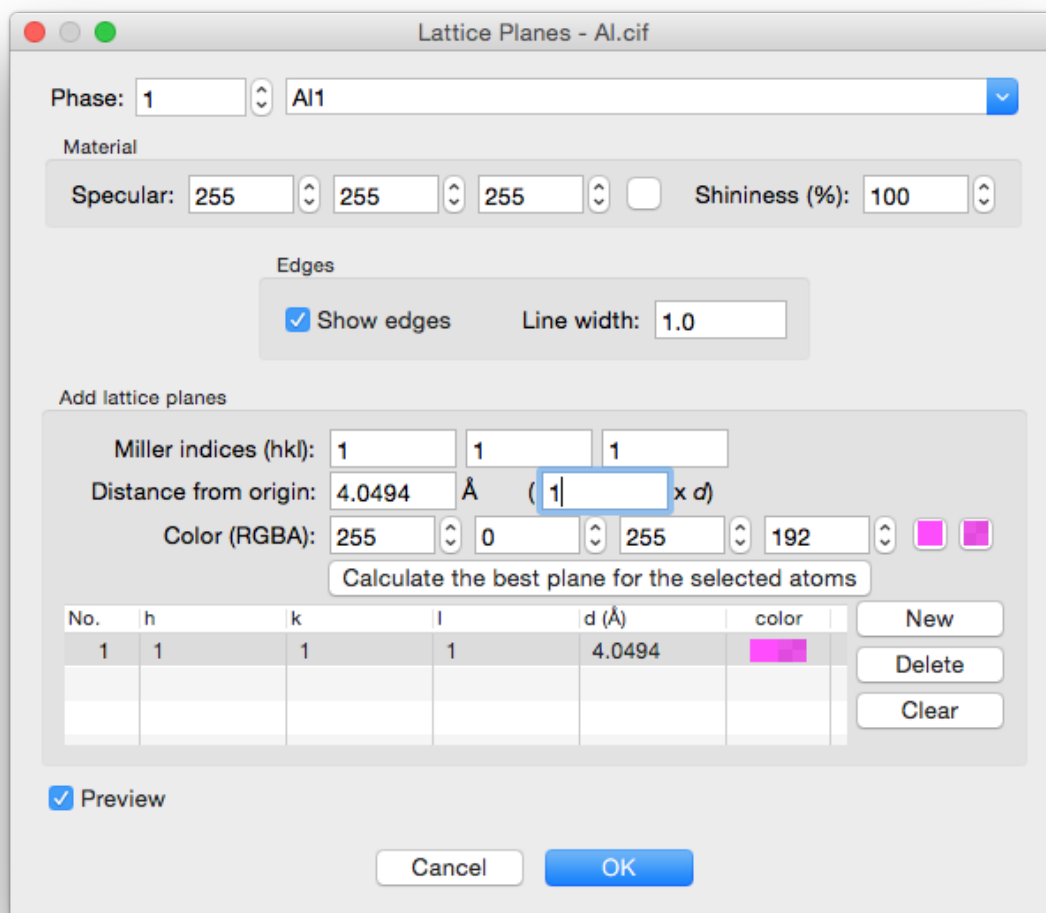 Lattice Planes - Al.cif
Phase: 1 Al1
Material
Specular: 255 255 255 Shininess (%): 100
Edges
Show edges Line width: 1.0
Add lattice planes
Miller indices (hkl): 1 1 1
Distance from origin: 4.0494 Å ( 1 x d)
Color (RGBA): 255 0 255 192
Calculate the best plane for the selected atoms
No. h k l d (Å) color New
1 1 1 1 4.0494 Delete
Clear
Preview
Cancel OK